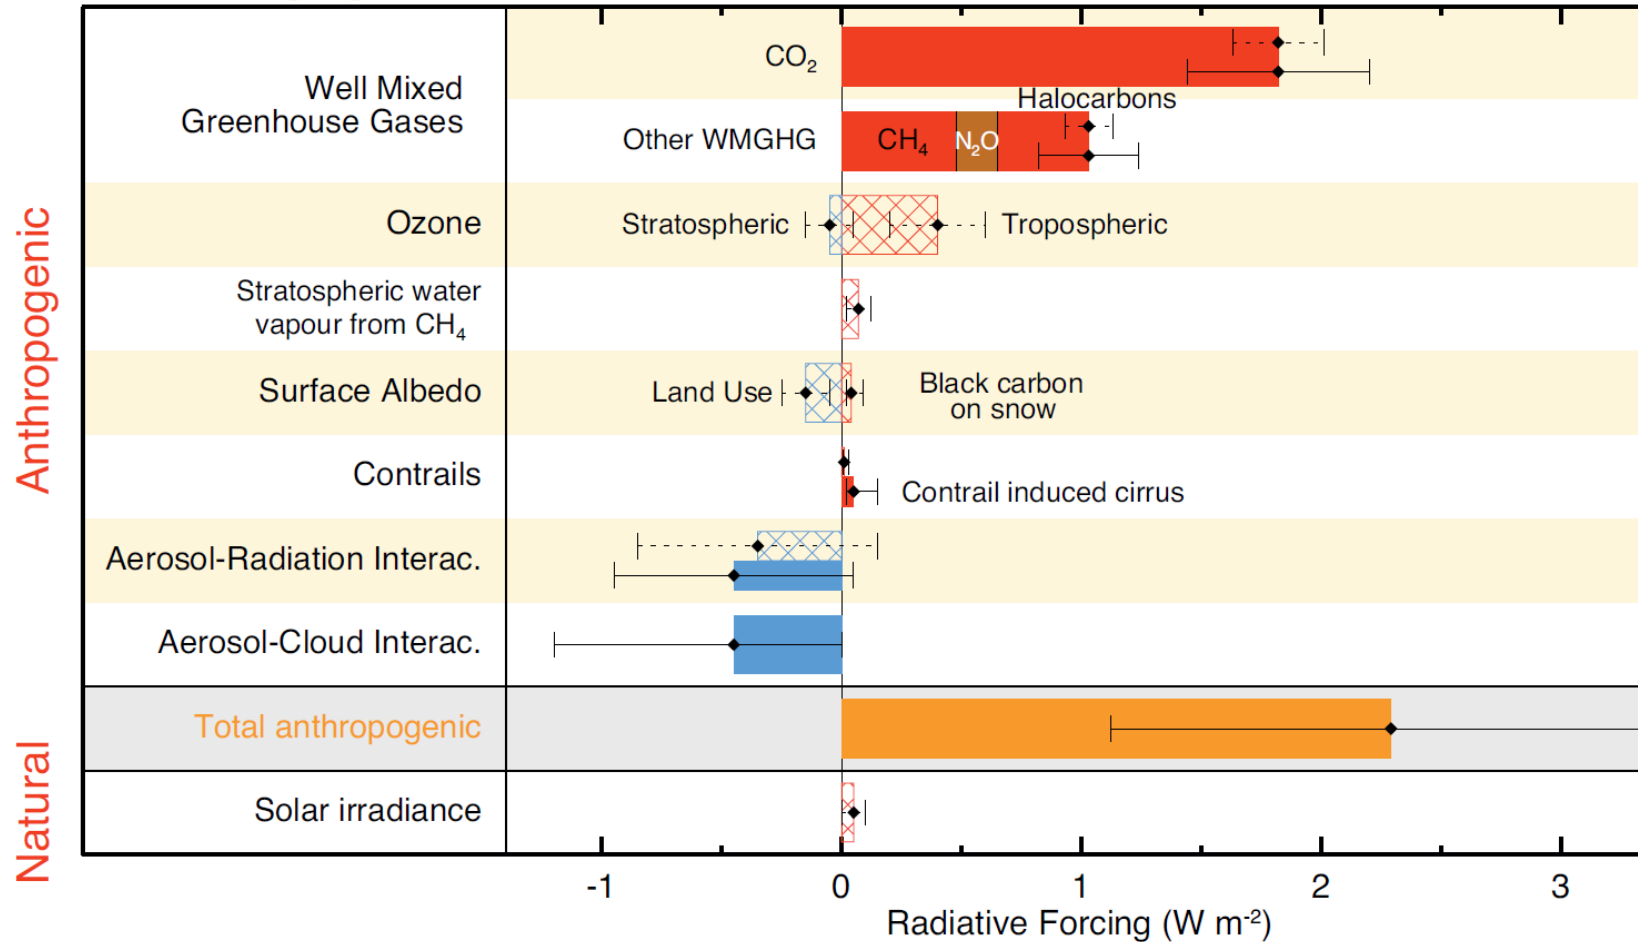 Anthropogenic
Natural
Well Mixed
Greenhouse Gases
CO₂
Halocarbons
Other WMGHG
CH₄
N₂O
Ozone
Stratospheric
Tropospheric
Stratospheric water
vapour from CH₄
Surface Albedo
Land Use
Black carbon
on snow
Contrails
Contrail induced cirrus
Aerosol-Radiation Interac.
Aerosol-Cloud Interac.
Total anthropogenic
Solar irradiance
-1 0 1 2 3
Radiative Forcing (W m⁻²)